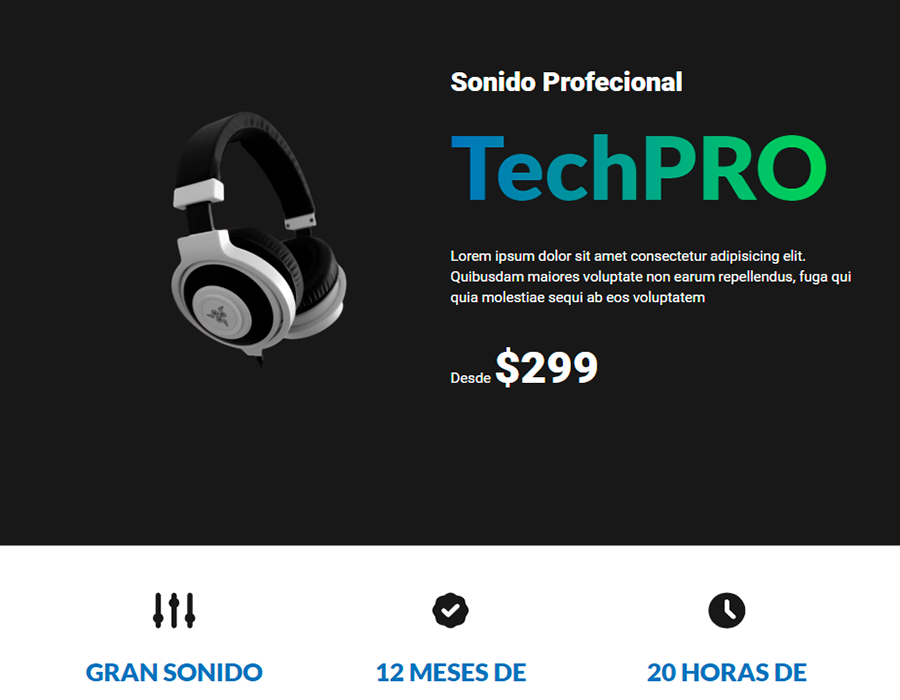 Sonido Profecional
TechPRO
Lorem ipsum dolor sit amet consectetur adipisicing elit.
Quibusdam maiores voluptate non earum repellendus, fuga qui
quia molestiae sequi ab eos voluptatem
Desde $299
GRAN SONIDO
12 MESES DE
20 HORAS DE